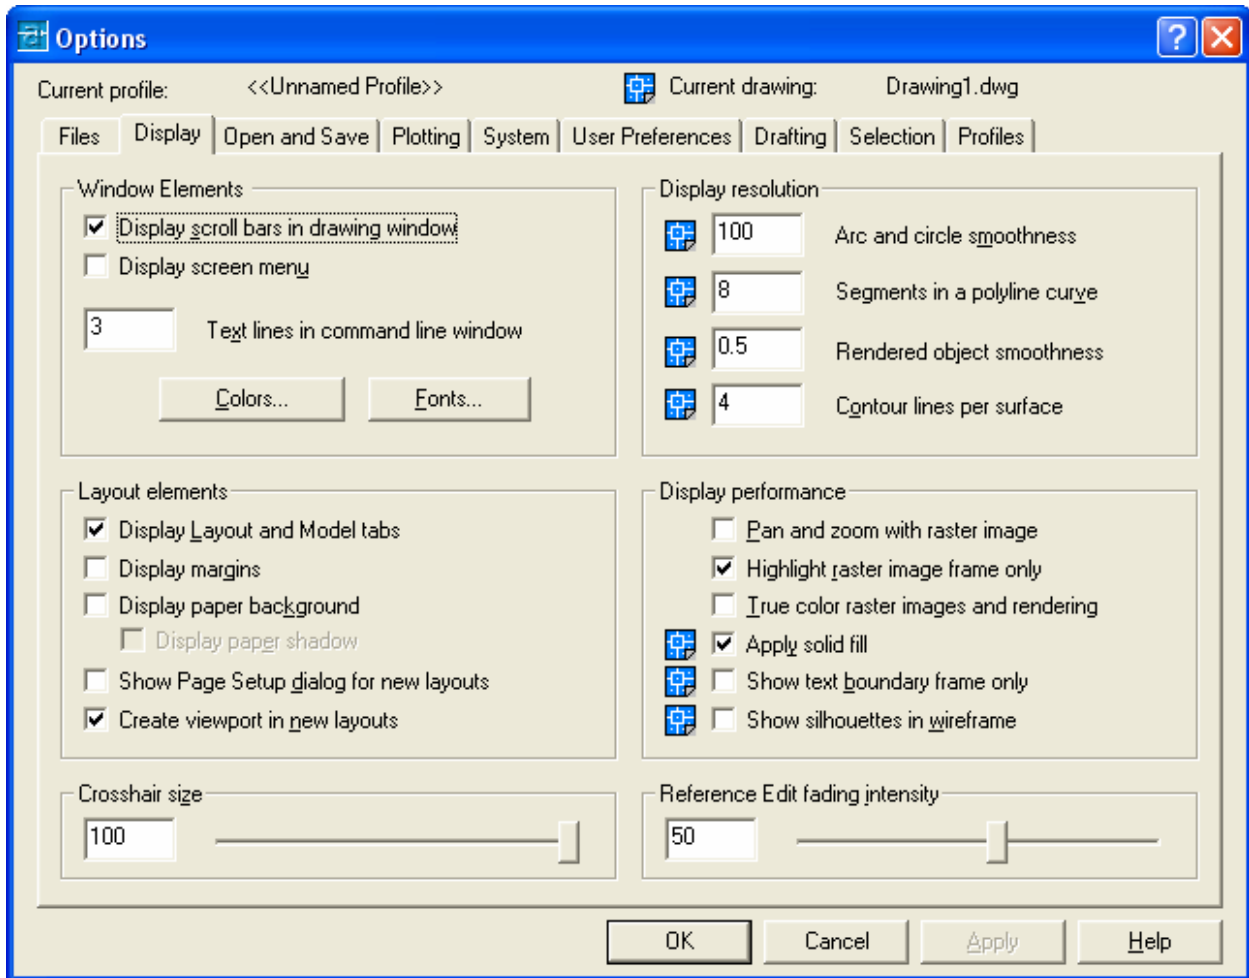 Options
Current profile: <<Unnamed Profile>> Current drawing: Drawing1.dwg
Files Display Open and Save Plotting System User Preferences Drafting Selection Profiles
Window Elements
Display scroll bars in drawing window
Display screen menu
3 Text lines in command line window
Colors... Fonts...
Display resolution
100 Arc and circle smoothness
8 Segments in a polyline curve
0.5 Rendered object smoothness
4 Contour lines per surface
Layout elements
Display Layout and Model tabs
Display margins
Display paper background
Display paper shadow
Show Page Setup dialog for new layouts
Create viewport in new layouts
Display performance
Pan and zoom with raster image
Highlight raster image frame only
True color raster images and rendering
Apply solid fill
Show text boundary frame only
Show silhouettes in wireframe
Crosshair size
100
Reference Edit fading intensity
50
OK Cancel Apply Help